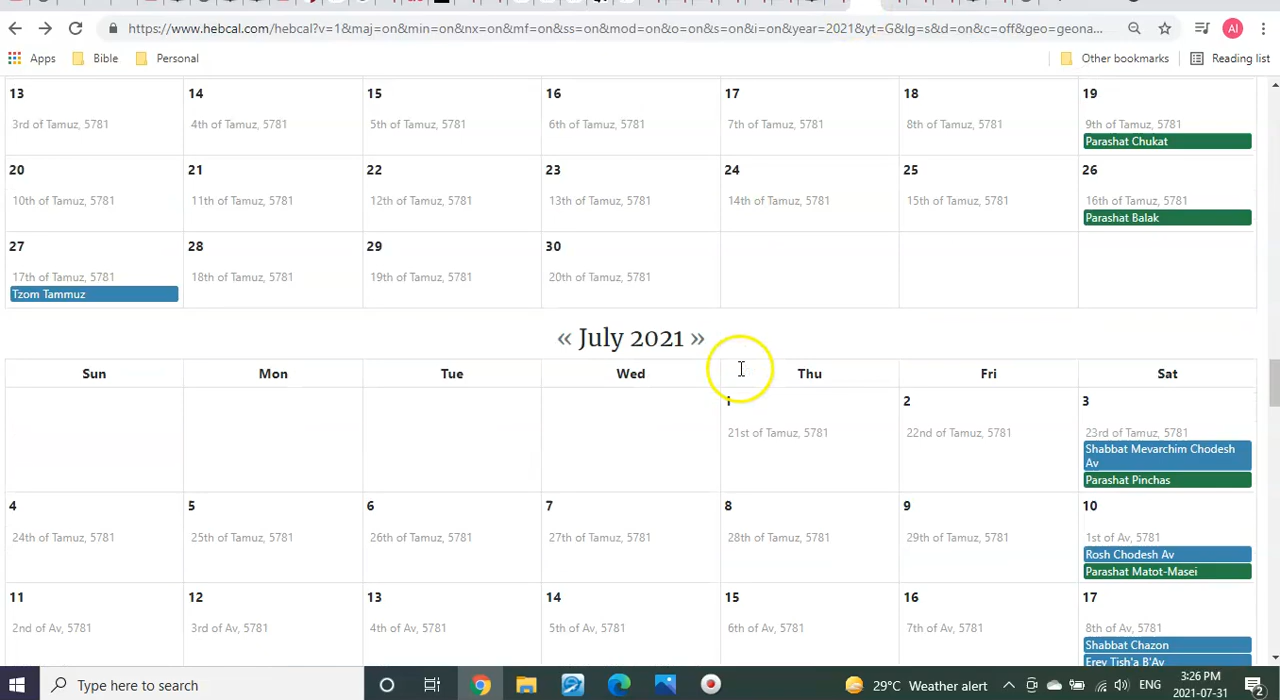 https://www.hebcal.com/hebcal?v=1&maj=on&min=on&nx=on&mf=on&ss=on&mod=on&o=on&s=on&i=on&year=2021&yt=G&lg=s&d=on&c=off&geo=geona...
AI
Apps Bible Personal Other bookmarks Reading list
13 14 15 16 17 18 19
3rd of Tamuz, 5781 4th of Tamuz, 5781 5th of Tamuz, 5781 6th of Tamuz, 5781 7th of Tamuz, 5781 8th of Tamuz, 5781 9th of Tamuz, 5781
Parashat Chukat
20 21 22 23 24 25 26
10th of Tamuz, 5781 11th of Tamuz, 5781 12th of Tamuz, 5781 13th of Tamuz, 5781 14th of Tamuz, 5781 15th of Tamuz, 5781 16th of Tamuz, 5781
Parashat Balak
27 28 29 30
17th of Tamuz, 5781 18th of Tamuz, 5781 19th of Tamuz, 5781 20th of Tamuz, 5781
Tzom Tammuz
« July 2021 »
Sun Mon Tue Wed Thu Fri Sat
1 2 3
21st of Tamuz, 5781 22nd of Tamuz, 5781 23rd of Tamuz, 5781
Shabbat Mevarchim Chodesh
Av
Parashat Pinchas
4 5 6 7 8 9 10
24th of Tamuz, 5781 25th of Tamuz, 5781 26th of Tamuz, 5781 27th of Tamuz, 5781 28th of Tamuz, 5781 29th of Tamuz, 5781 1st of Av, 5781
Rosh Chodesh Av
Parashat Matot-Masei
11 12 13 14 15 16 17
2nd of Av, 5781 3rd of Av, 5781 4th of Av, 5781 5th of Av, 5781 6th of Av, 5781 7th of Av, 5781 8th of Av, 5781
Shabbat Chazon
Erev Tish'a B'Av
Type here to search 29°C Weather alert ENG 3:26 PM
2021-07-31 2